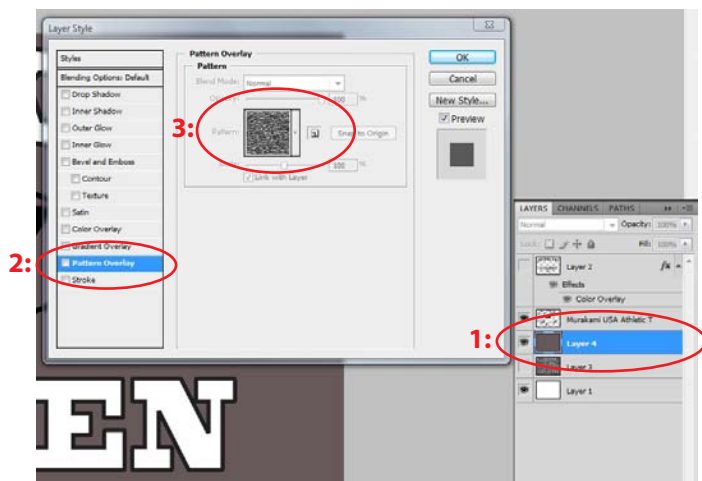 Layer Style
Styles
Blending Options: Default
Drop Shadow
Inner Shadow
Outer Glow
Inner Glow
Bevel and Emboss
Contour
Texture
Satin
Color Overlay
Gradient Overlay
2:
Pattern Overlay
Stroke
Pattern Overlay
Pattern
Blend Mode: Normal
100 %
3:
Pattern:
Snap to Origin
100 %
Link with Layer
OK
Cancel
New Style...
Preview
LAYERS CHANNELS PATHS
Normal Opacity: 100%
Lock: Fill: 100%
Layer 2 fx
Effects
Color Overlay
Murakami USA Athletic T
1:
Layer 4
Layer 3
Layer 1
EN